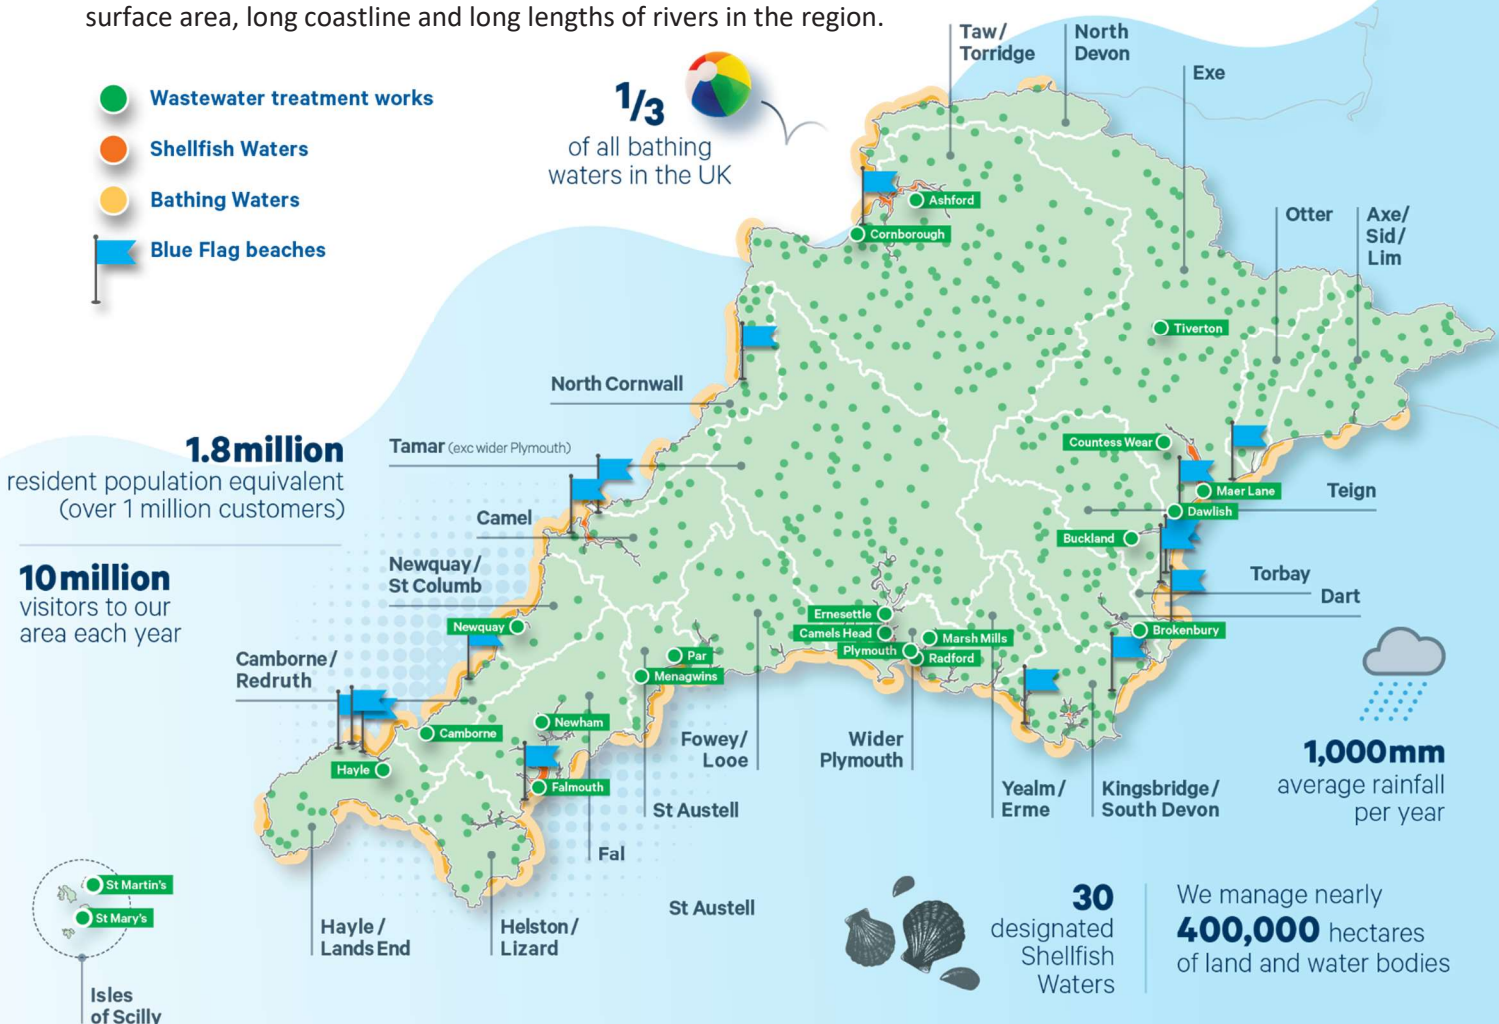 surface area, long coastline and long lengths of rivers in the region.
Wastewater treatment works
Shellfish Waters
Bathing Waters
Blue Flag beaches
1/3
of all bathing
waters in the UK
Taw/
Torridge
North
Devon
Exe
Otter
Axe/
Sid/
Lim
Ashford
Cornborough
Tiverton
North Cornwall
Tamar (exc wider Plymouth)
Camel
Newquay/
St Columb
Camborne/
Redruth
1.8million
resident population equivalent
(over 1 million customers)
10million
visitors to our
area each year
Countess Wear
Maer Lane
Dawlish
Teign
Buckland
Torbay
Dart
Brokenbury
Ernesettle
Camels Head
Plymouth
Marsh Mills
Radford
Newquay
Par
Menagwins
Newham
Camborne
Hayle
Falmouth
Fowey/
Looe
Wider
Plymouth
Yealm/
Erme
Kingsbridge/
South Devon
St Austell
Fal
St Austell
Hayle/
Lands End
Helston/
Lizard
St Martin's
St Mary's
Isles
of Scilly
1,000mm
average rainfall
per year
30
designated
Shellfish
Waters
We manage nearly
400,000 hectares
of land and water bodies